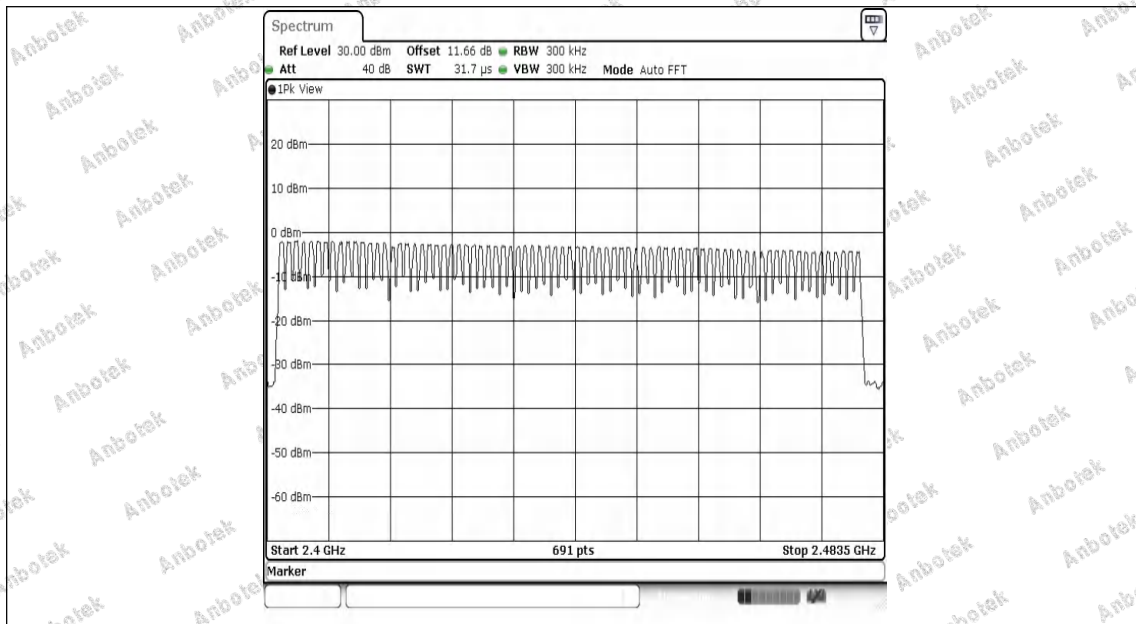 Spectrum
Ref Level 30.00 dBm Offset 11.66 dB RBW 300 kHz
Att 40 dB SWT 31.7 µs VBW 300 kHz Mode Auto FFT
1Pk View
20 dBm
10 dBm
0 dBm
-10 dBm
-20 dBm
-30 dBm
-40 dBm
-50 dBm
-60 dBm
Start 2.4 GHz 691 pts Stop 2.4835 GHz
Marker
Anbotek